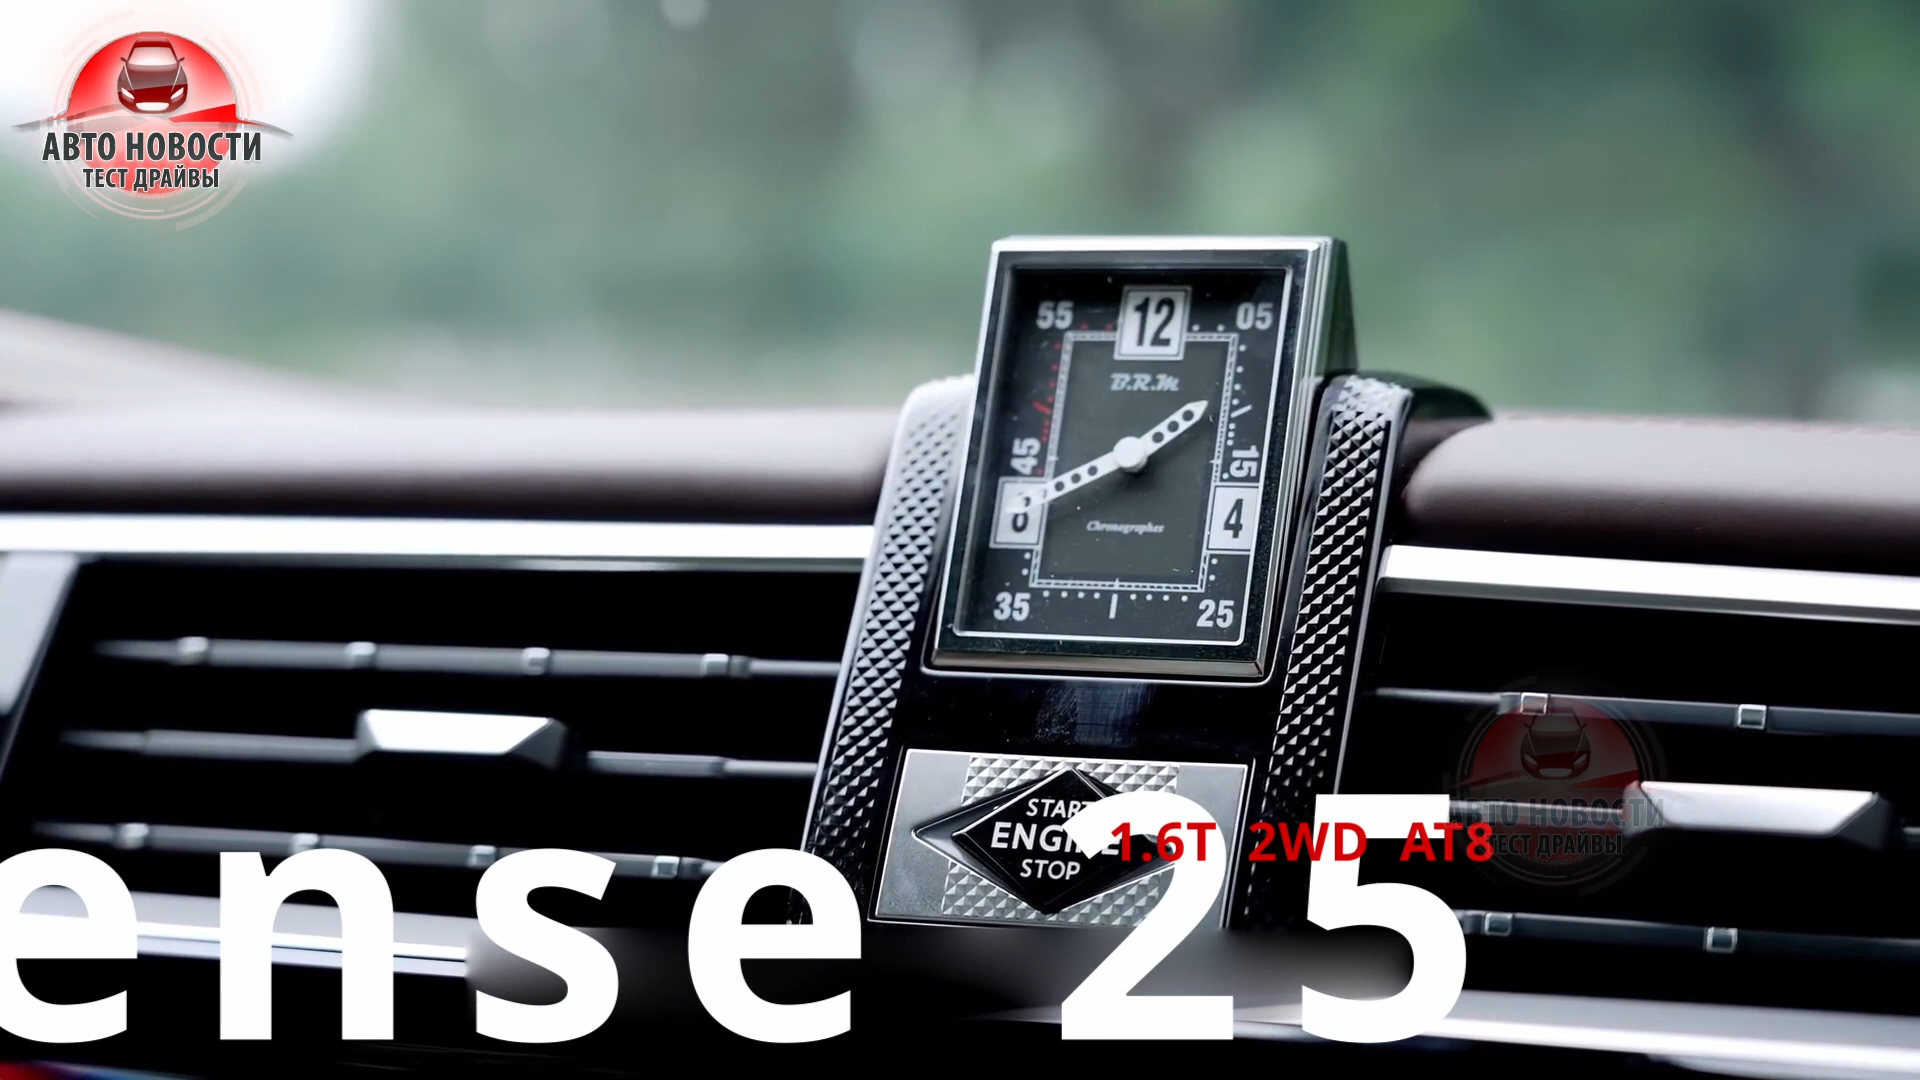 АВТО НОВОСТИ
ТЕСТ ДРАЙВЫ
55 12 05
B.R.M
45 15
8 4
Chronographes
35 25
START
ENGINE
STOP
1.6T 2WD AT8
АВТО НОВОСТИ
ТЕСТ ДРАЙВЫ
ense 25